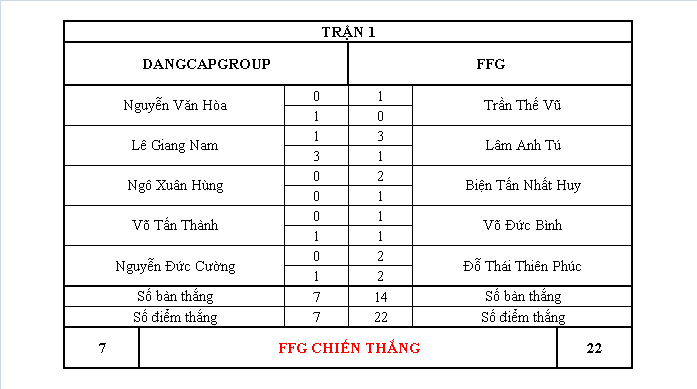 TRẬN 1
DANGCAPGROUP FFG
0 1
Nguyễn Văn Hòa Trần Thế Vũ
1 0
1 3
Lê Giang Nam Lâm Anh Tú
3 1
0 2
Ngô Xuân Hùng Biện Tấn Nhất Huy
0 1
0 1
Võ Tấn Thành Võ Đức Bình
1 1
0 2
Nguyễn Đức Cường Đỗ Thái Thiên Phúc
1 2
Số bàn thắng 7 14 Số bàn thắng
Số điểm thắng 7 22 Số điểm thắng
7 FFG CHIẾN THẮNG 22